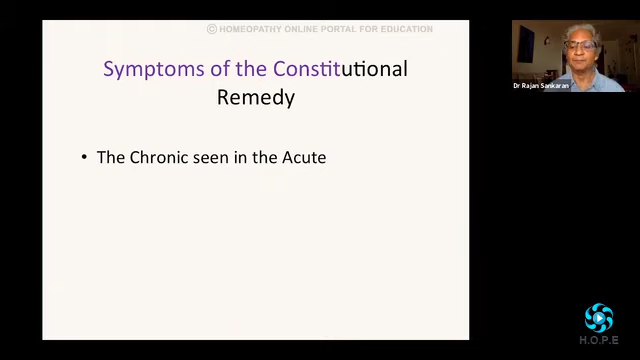 Ⓒ HOMEOPATHY ONLINE PORTAL FOR EDUCATION
Symptoms of the Constitutional
Remedy
• The Chronic seen in the Acute
Dr Rajan Sankaran
H.O.P.E